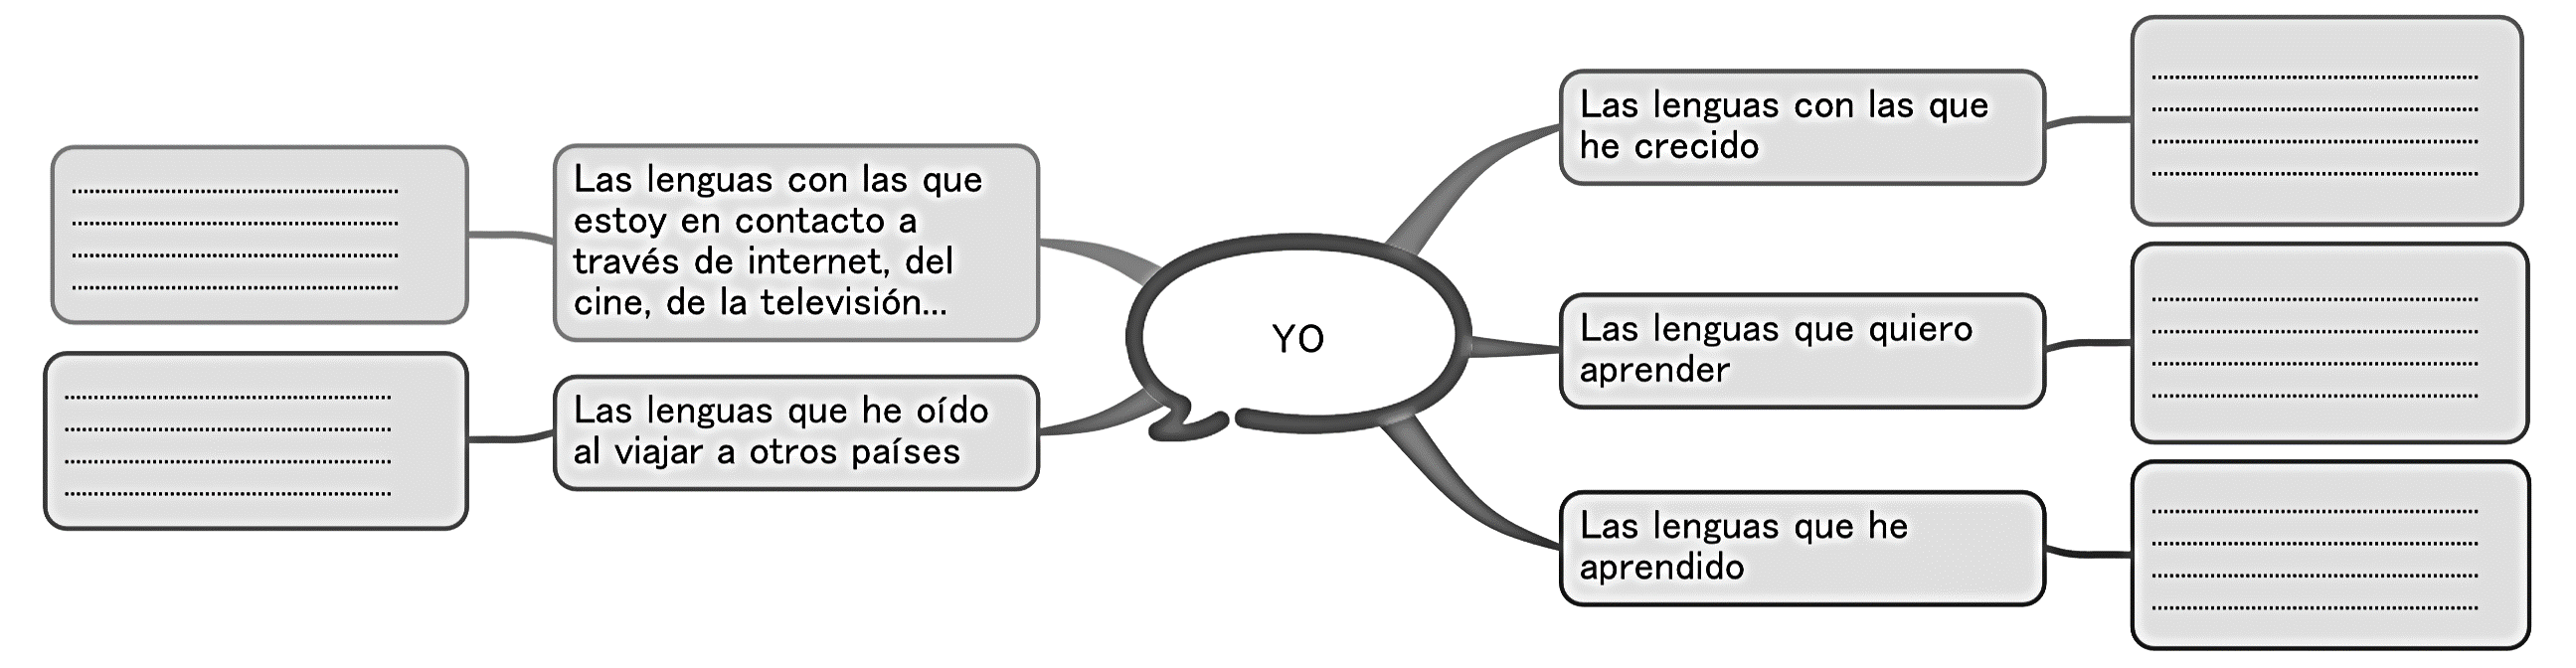 Las lenguas con las que
estoy en contacto a
través de internet, del
cine, de la televisión...
Las lenguas que he oído
al viajar a otros países
YO
Las lenguas con las que
he crecido
Las lenguas que quiero
aprender
Las lenguas que he
aprendido